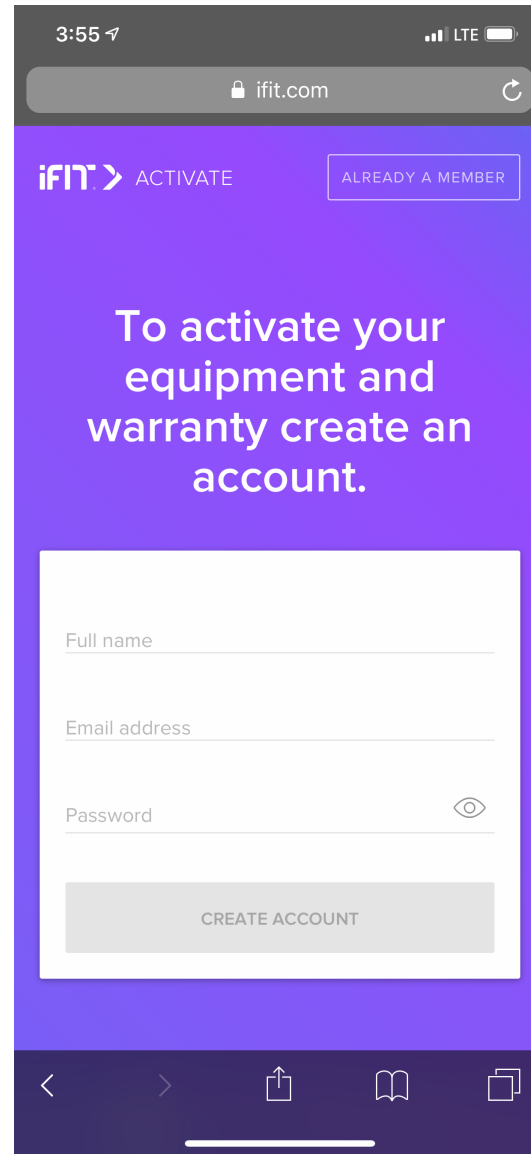 3:55 LTE
ifit.com
iFIT. ACTIVATE ALREADY A MEMBER
To activate your
equipment and
warranty create an
account.
Full name
Email address
Password
CREATE ACCOUNT